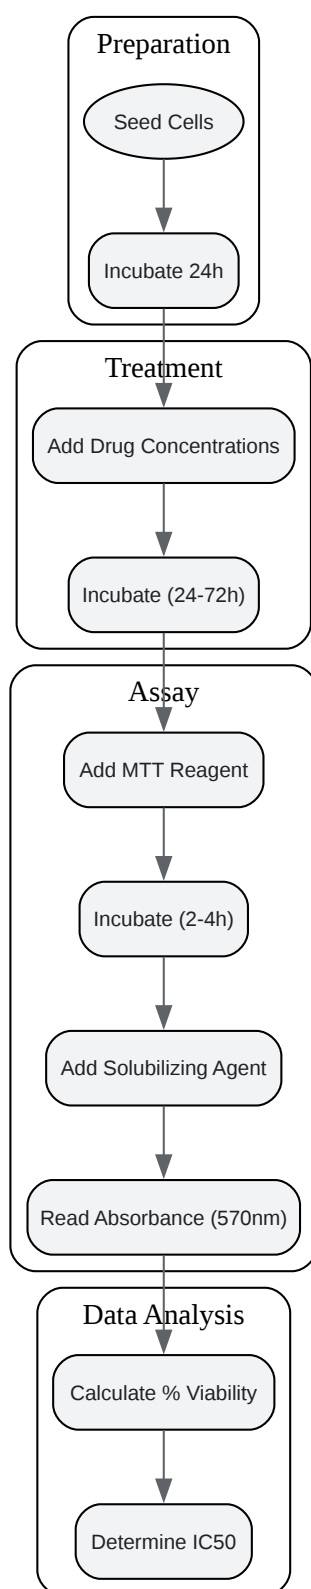 Preparation
Seed Cells
Incubate 24h
Treatment
Add Drug Concentrations
Incubate (24-72h)
Assay
Add MTT Reagent
Incubate (2-4h)
Add Solubilizing Agent
Read Absorbance (570nm)
Data Analysis
Calculate % Viability
Determine IC50